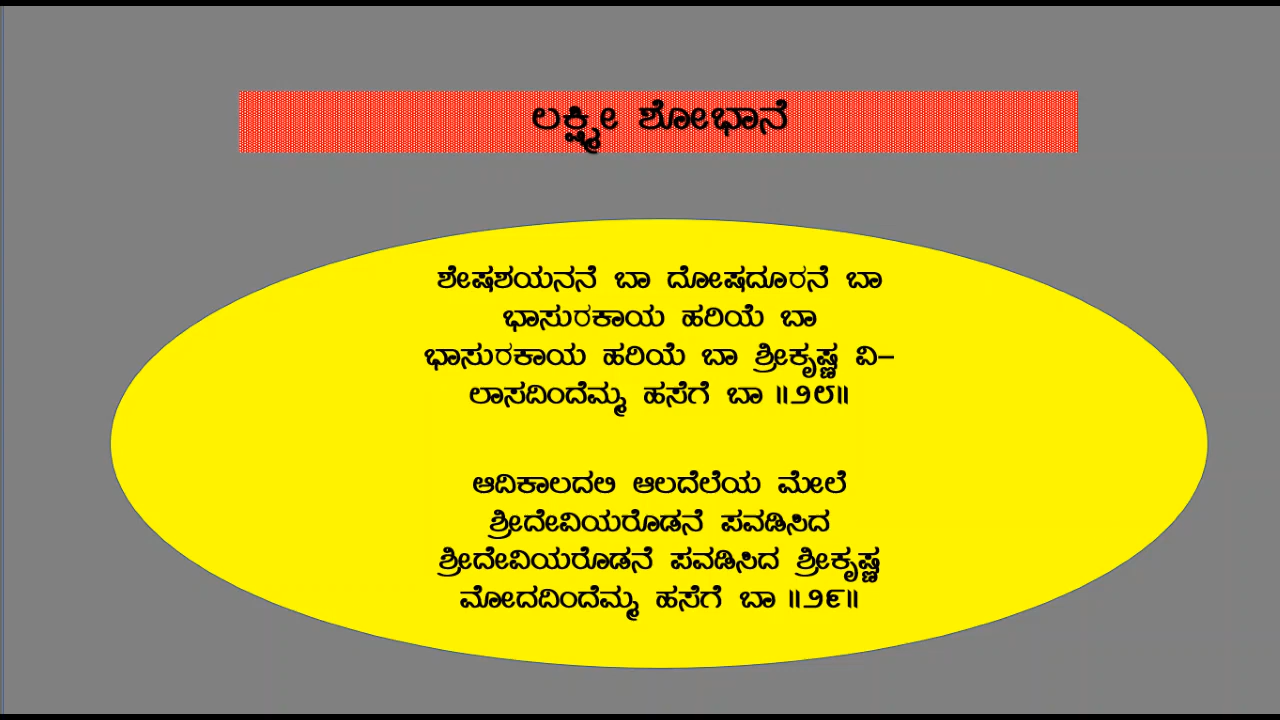 ಲಕ್ಷ್ಮೀ ಶೋಭಾನೆ
ಶೇಷಶಯನನೆ ಬಾ ದೋಷದೂರನೆ ಬಾ
ಭಾಸುರಕಾಯ ಹರಿಯೆ ಬಾ
ಭಾಸುರಕಾಯ ಹರಿಯೆ ಬಾ ಶ್ರೀಕೃಷ್ಣ ವಿ–
ಲಾಸದಿಂದೆಮ್ಮ ಹಸೆಗೆ ಬಾ ॥೨೮॥
ಆದಿಕಾಲದಲಿ ಆಲದೆಲೆಯ ಮೇಲೆ
ಶ್ರೀದೇವಿಯರೊಡನೆ ಪವಡಿಸಿದ
ಶ್ರೀದೇವಿಯರೊಡನೆ ಪವಡಿಸಿದ ಶ್ರೀಕೃಷ್ಣ
ಮೋದದಿಂದೆಮ್ಮ ಹಸೆಗೆ ಬಾ ॥೨೯॥